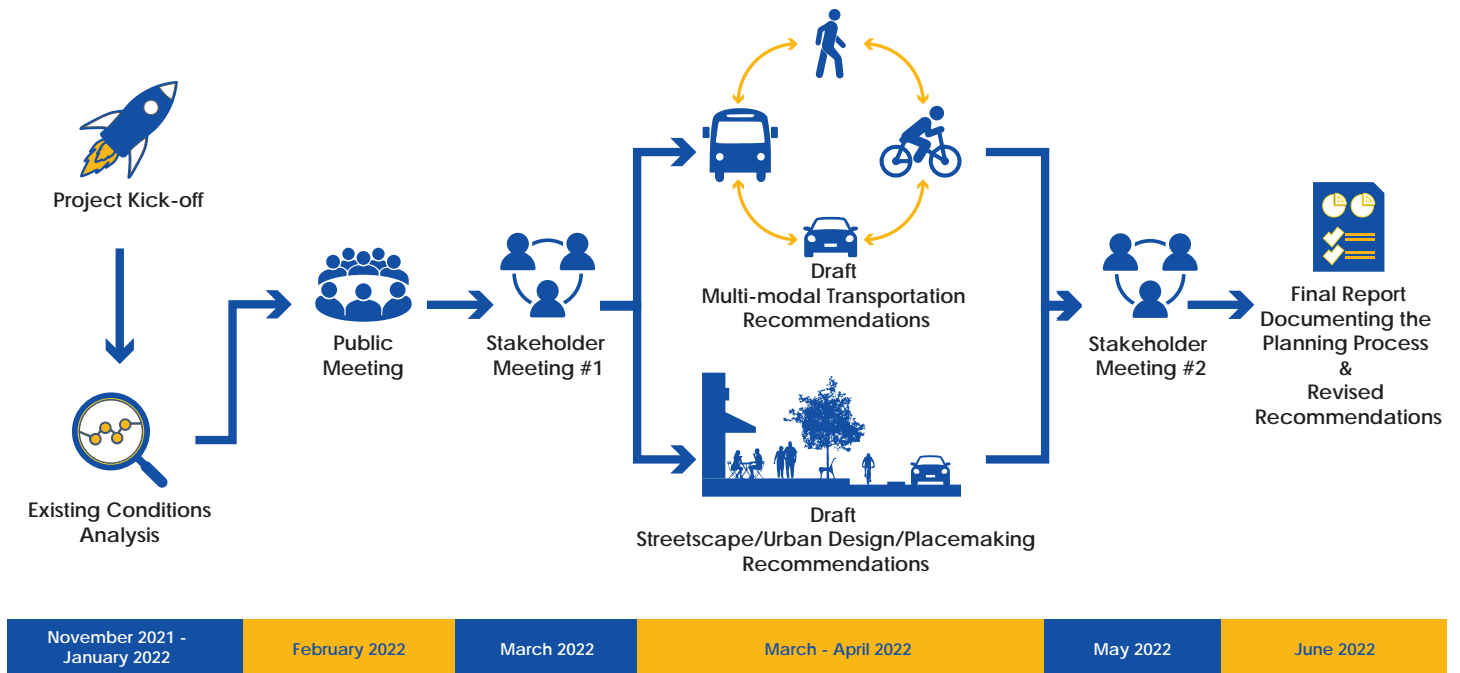 Project Kick-off
Existing Conditions
Analysis
Public
Meeting
Stakeholder
Meeting #1
Draft
Multi-modal Transportation
Recommendations
Draft
Streetscape/Urban Design/Placemaking
Recommendations
Stakeholder
Meeting #2
Final Report
Documenting the
Planning Process
&
Revised
Recommendations
November 2021 -
January 2022
February 2022
March 2022
March - April 2022
May 2022
June 2022